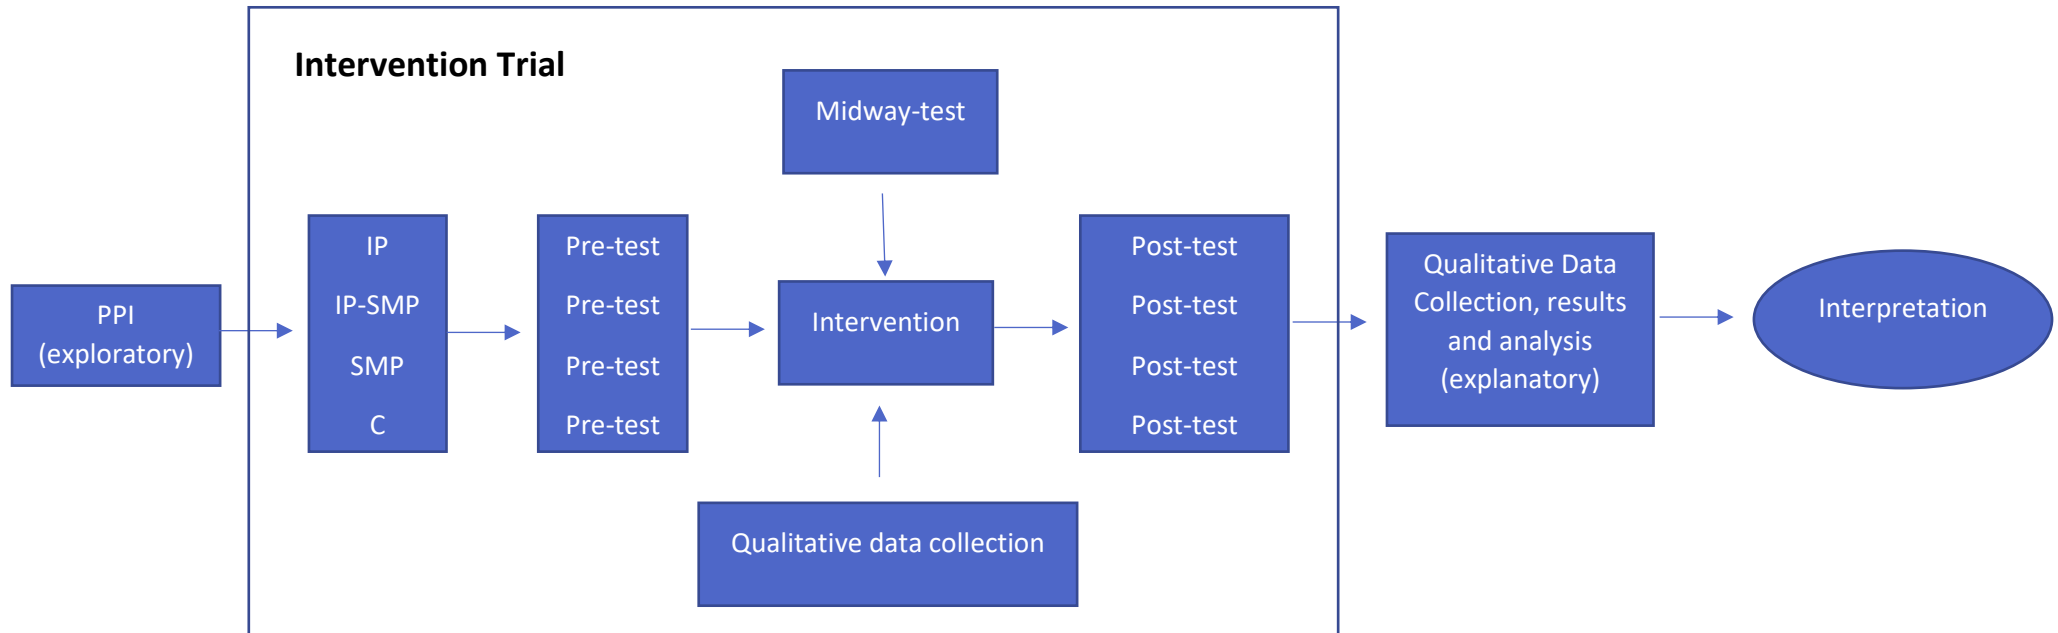 Intervention Trial
Midway-test
PPI
(exploratory)
IP
IP-SMP
SMP
C
Pre-test
Pre-test
Pre-test
Pre-test
Intervention
Qualitative data collection
Post-test
Post-test
Post-test
Post-test
Qualitative Data
Collection, results
and analysis
(explanatory)
Interpretation